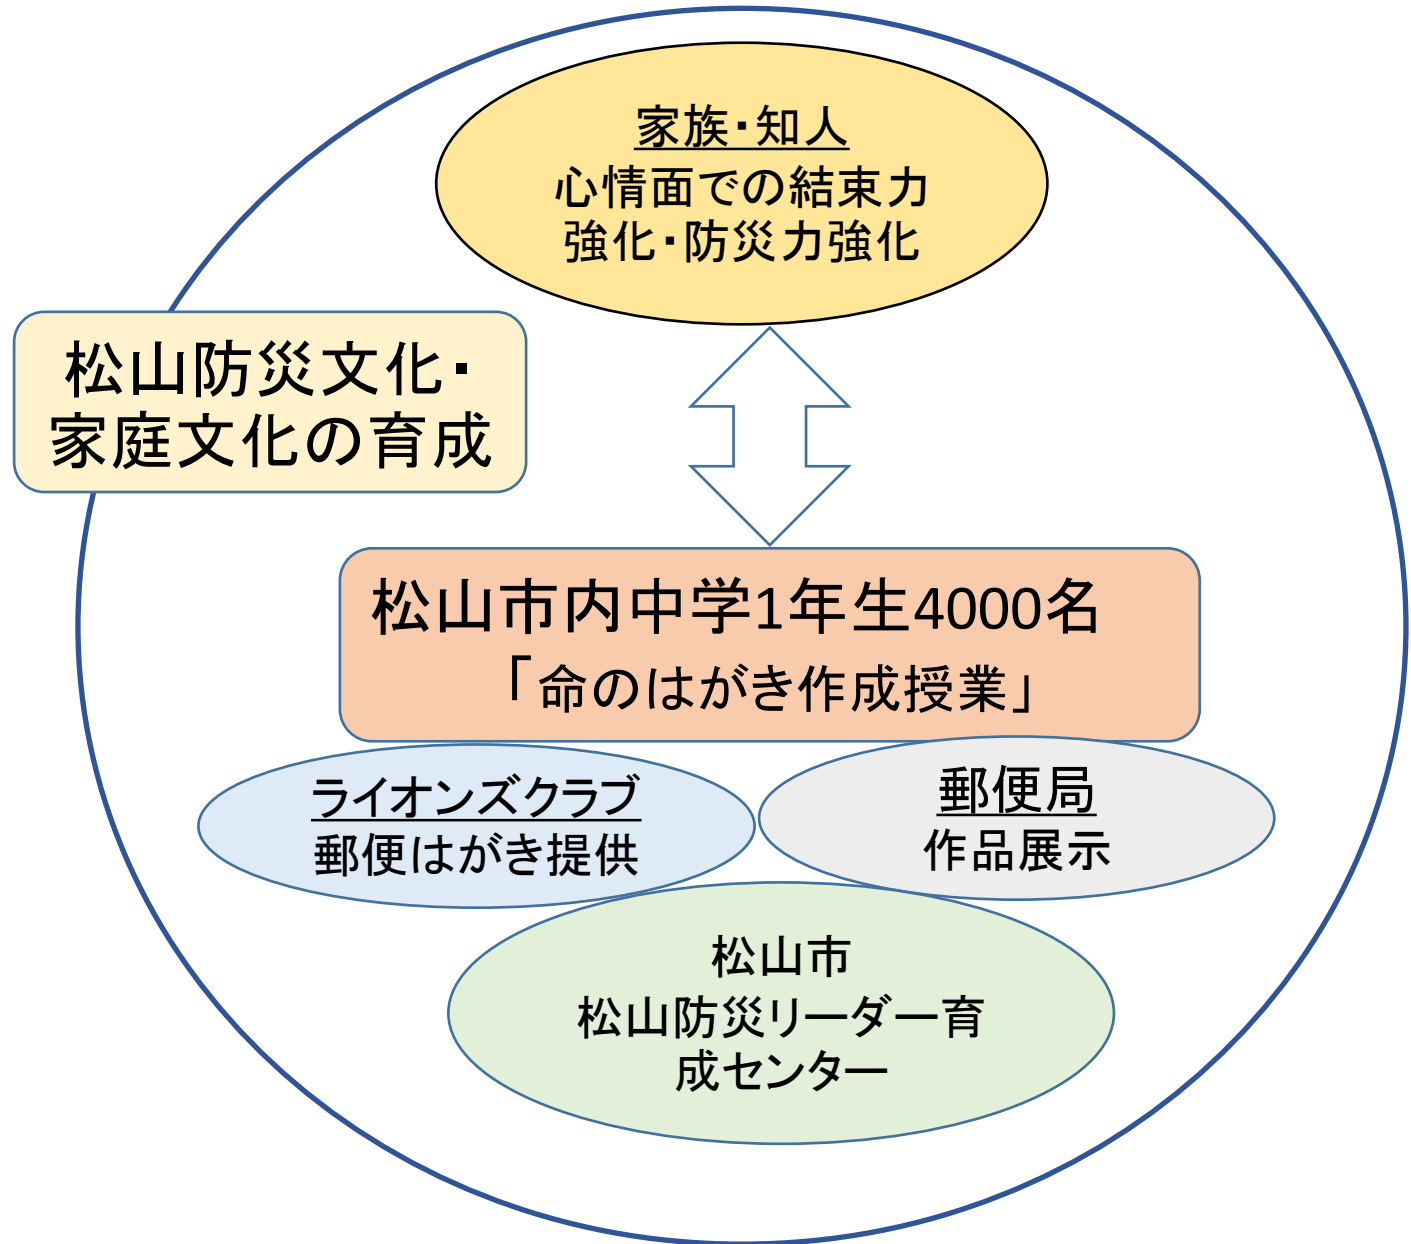 家族・知人
心情面での結束力
強化・防災力強化
松山防災文化・
家庭文化の育成
松山市内中学1年生4000名
「命のはがき作成授業」
ライオンズクラブ
郵便はがき提供
郵便局
作品展示
松山市
松山防災リーダー育
成センター